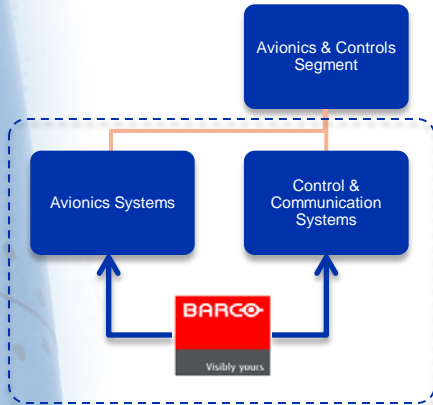 Avionics & Controls
Segment
Avionics Systems
Control &
Communication
Systems
BARCO
Visibly yours